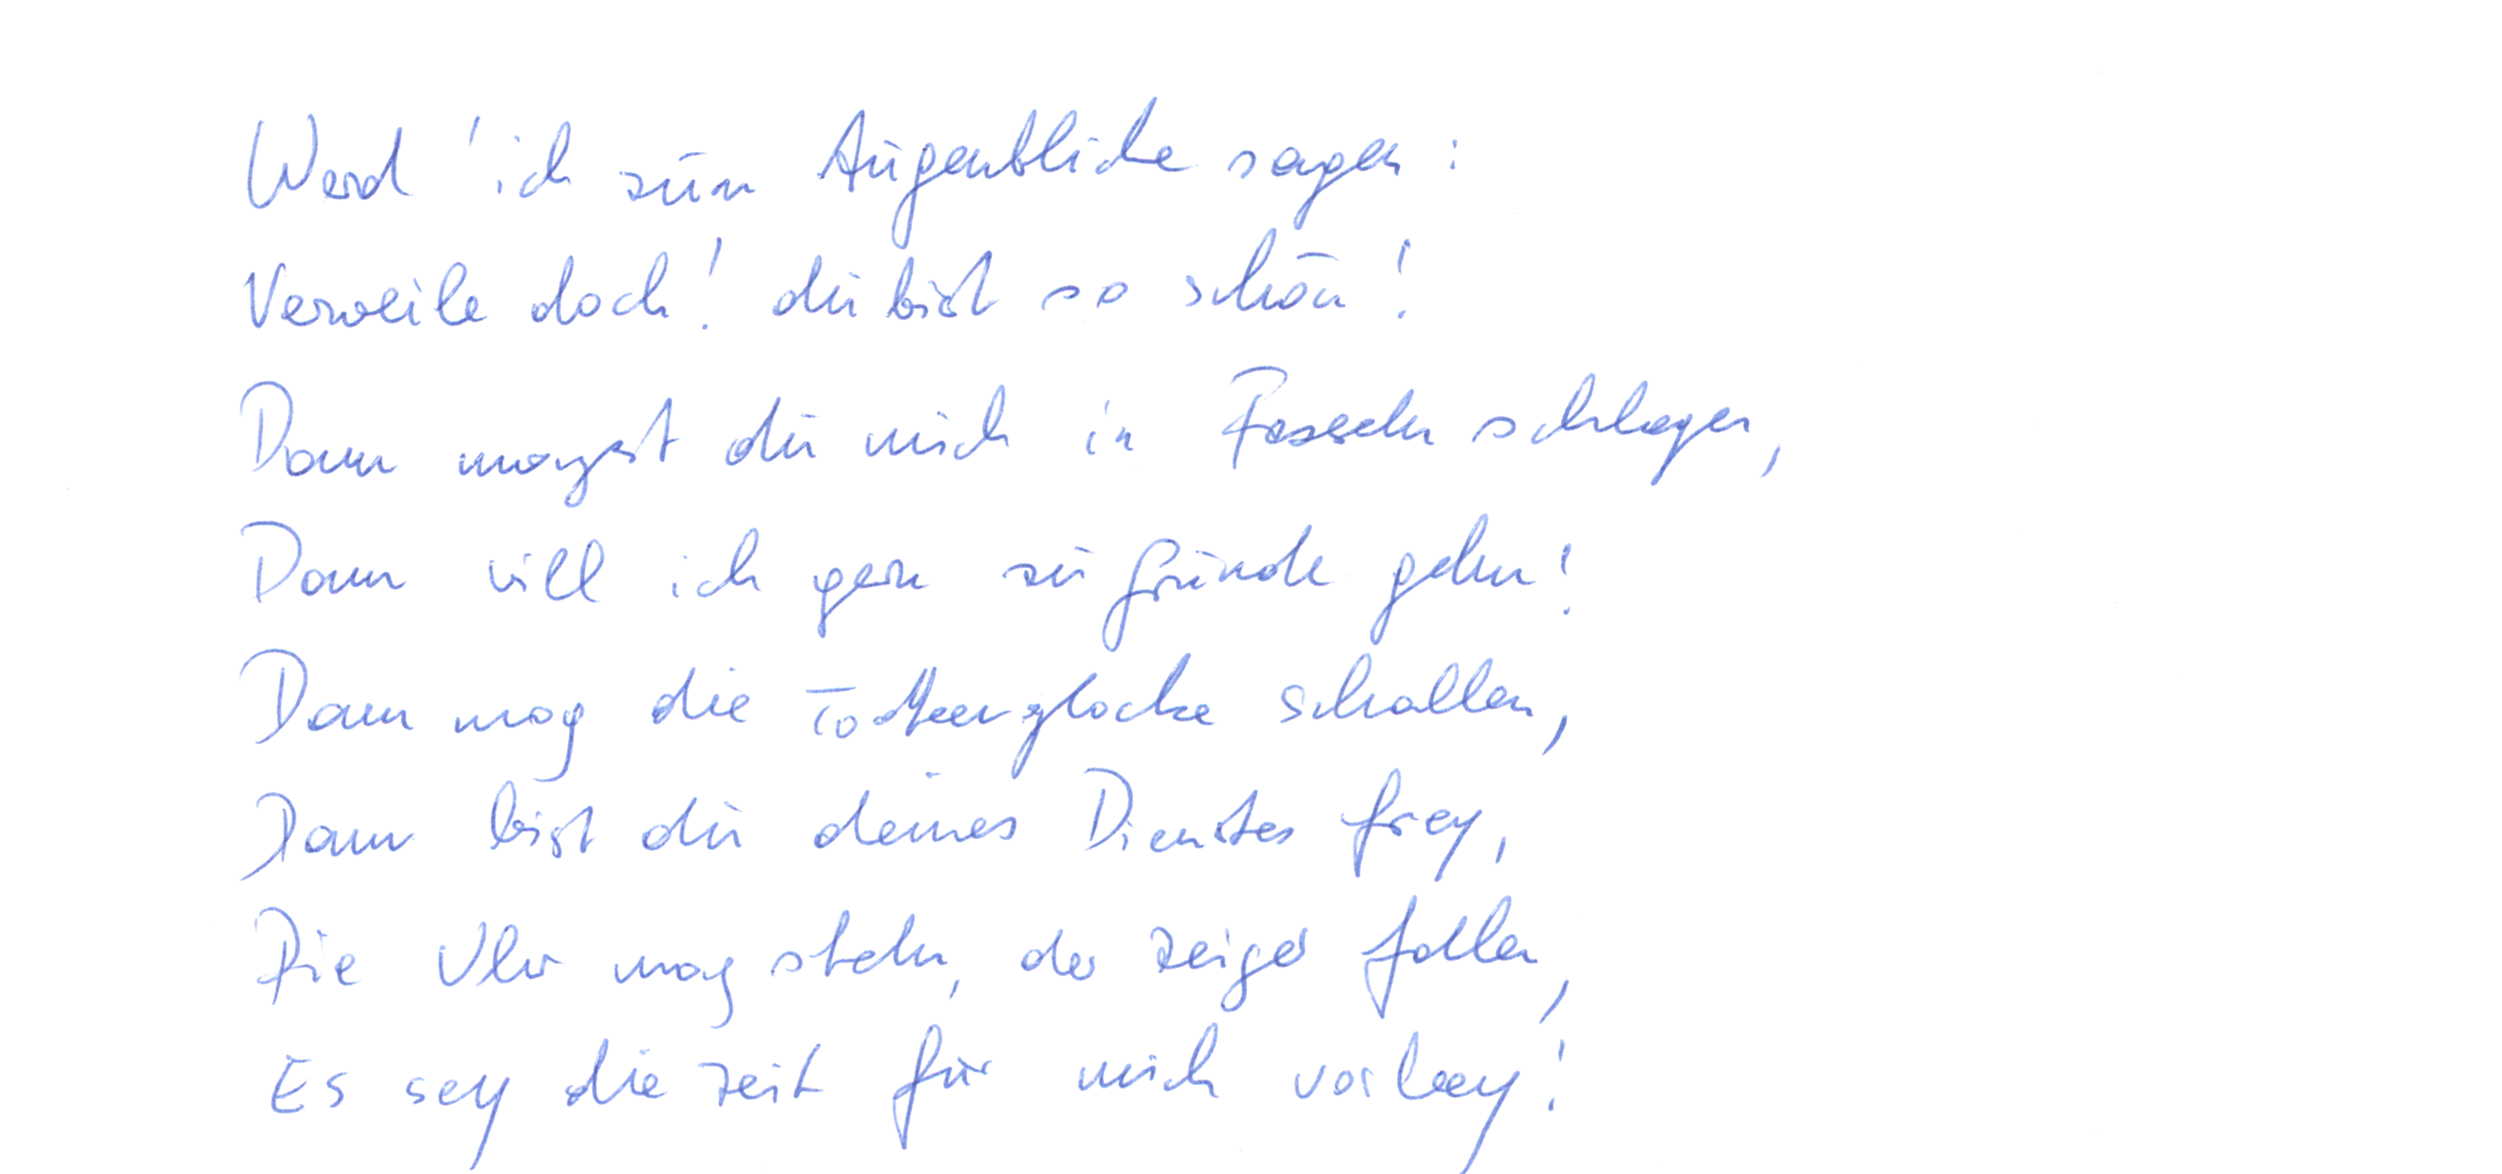 Werd' ich zum Augenblicke sagen:
Verweile doch! du bist so schön!
Dann magst du mich in Fesseln schlagen,
Dann will ich gern zu Grunde gehn!
Dann mag die Todtenglocke schallen,
Dann bist du deines Dienstes frey,
Die Uhr mag stehn, der Zeiger fallen,
Es sey die Zeit für mich vorbey!